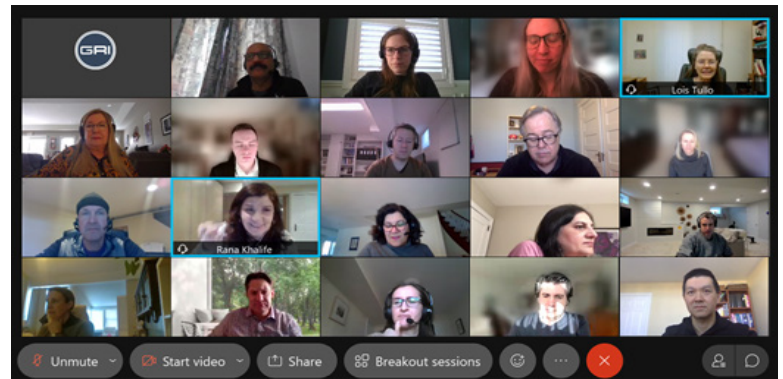 GRI
Lois Tullo
Rana Khalife
Unmute
Start video
Share
Breakout sessions